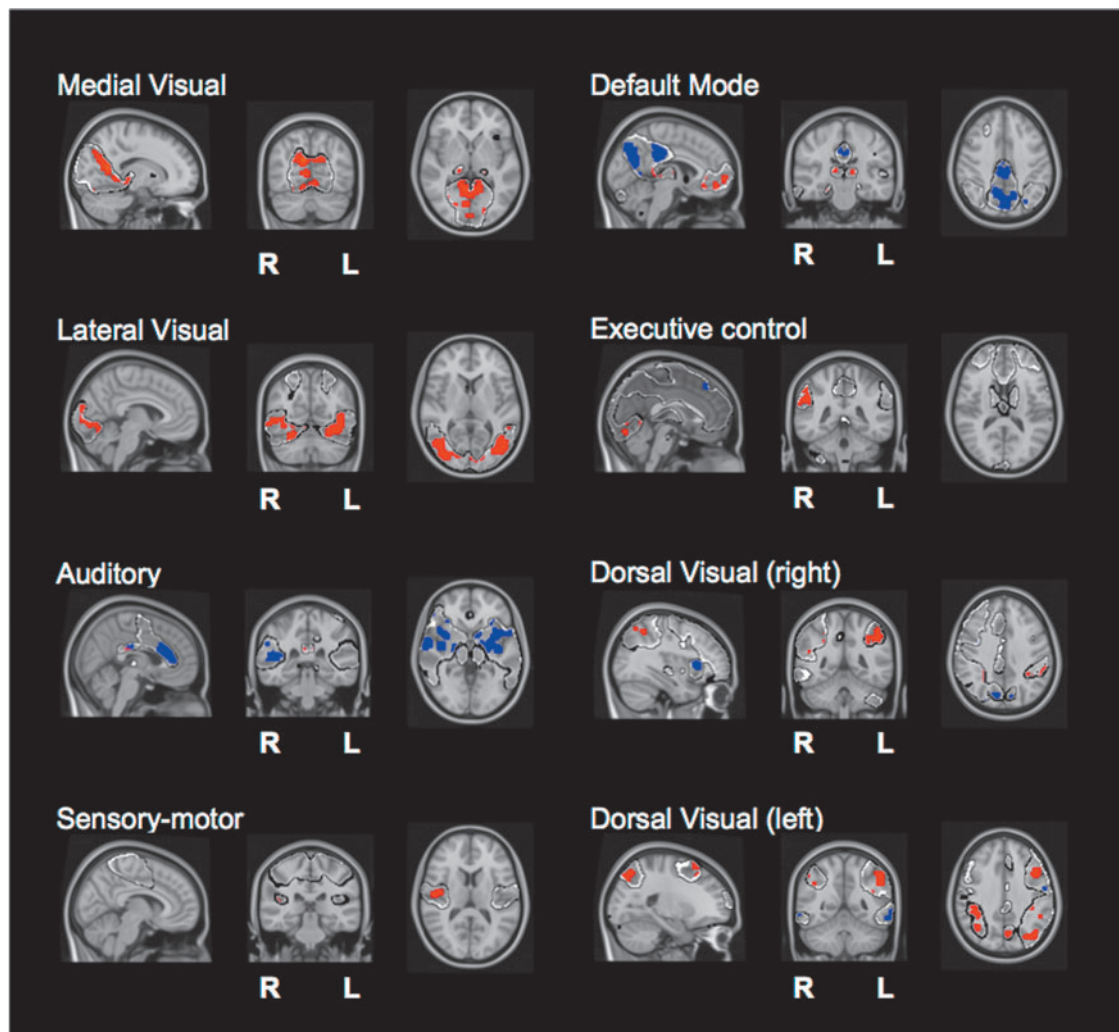 Medial Visual
Default Mode
R L
R L
Lateral Visual
Executive control
R L
R L
Auditory
Dorsal Visual (right)
R L
R L
Sensory-motor
Dorsal Visual (left)
R L
R L